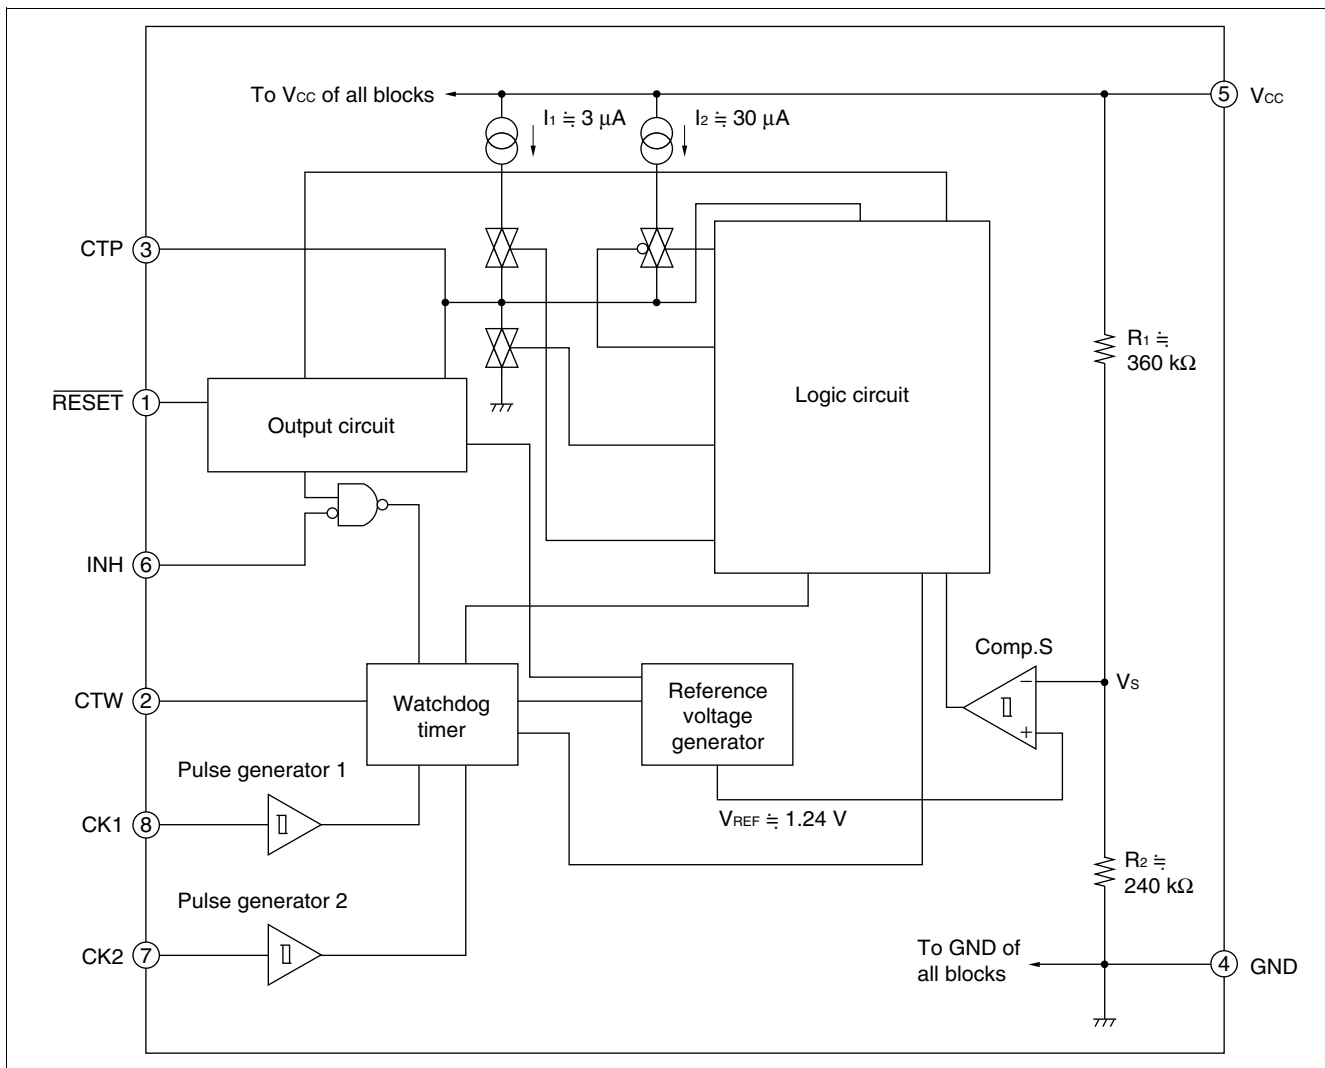 To VCC of all blocks
I1 ≒ 3 μA
I2 ≒ 30 μA
5
VCC
CTP
3
R1 ≒
360 kΩ
Logic circuit
RESET
1
Output circuit
INH
6
Comp.S
−
VS
+
CTW
2
Watchdog
timer
Reference
voltage
generator
Pulse generator 1
VREF ≒ 1.24 V
CK1
8
R2 ≒
240 kΩ
Pulse generator 2
CK2
7
To GND of
all blocks
4
GND